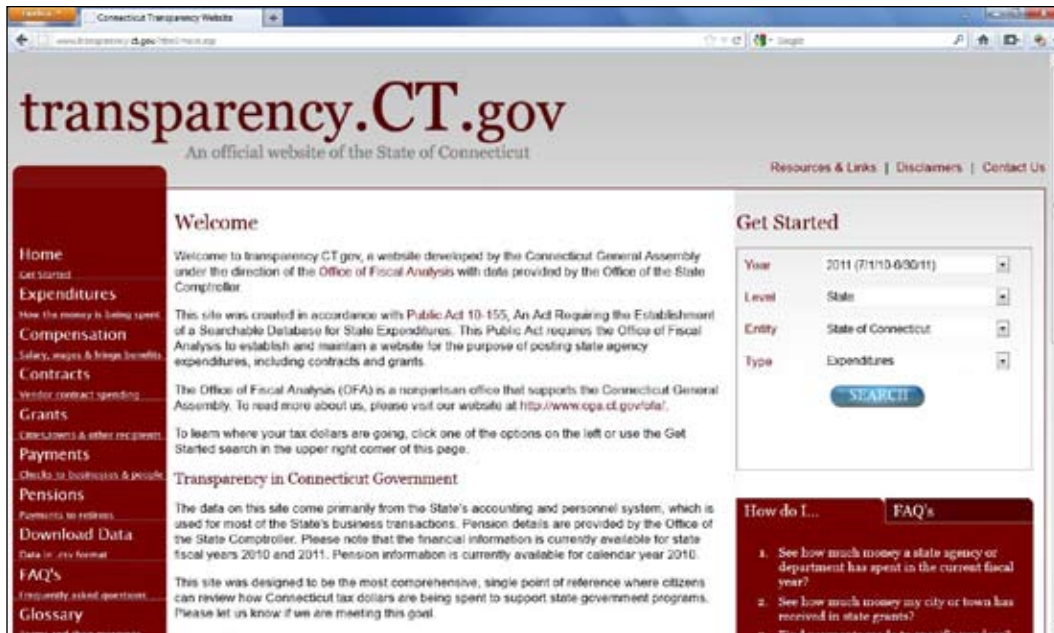 Connecticut Transparency Website
Google
transparency.CT.gov
An official website of the State of Connecticut
Resources & Links | Disclaimers | Contact Us
Home
Get Started
Expenditures
How the money is being spent
Compensation
Salary, wages & fringe benefits
Contracts
Vendor contract spending
Grants
Cities, towns & other recipients
Payments
Checks to businesses & people
Pensions
Payments to retirees
Download Data
Data in .csv format
FAQ's
Frequently asked questions
Glossary
Welcome
Welcome to transparency.CT.gov, a website developed by the Connecticut General Assembly
under the direction of the Office of Fiscal Analysis with data provided by the Office of the State
Comptroller.
This site was created in accordance with Public Act 10-155, An Act Requiring the Establishment
of a Searchable Database for State Expenditures. This Public Act requires the Office of Fiscal
Analysis to establish and maintain a website for the purpose of posting state agency
expenditures, including contracts and grants.
The Office of Fiscal Analysis (OFA) is a nonpartisan office that supports the Connecticut General
Assembly. To read more about us, please visit our website at http://www.cga.ct.gov/ofa/.
To learn where your tax dollars are going, click one of the options on the left or use the Get
Started search in the upper right corner of this page.
Transparency in Connecticut Government
The data on this site come primarily from the State's accounting and personnel system, which is
used for most of the State's business transactions. Pension details are provided by the Office of
the State Comptroller. Please note that the financial information is currently available for state
fiscal years 2010 and 2011. Pension information is currently available for calendar year 2010.
This site was designed to be the most comprehensive, single point of reference where citizens
can review how Connecticut tax dollars are being spent to support state government programs.
Please let us know if we are meeting this goal.
Get Started
Year 2011 (7/1/10-6/30/11)
Level State
Entity State of Connecticut
Type Expenditures
SEARCH
How do I... FAQ's
1. See how much money a state agency or
department has spent in the current fiscal
year?
2. See how much money my city or town has
received in state grants?